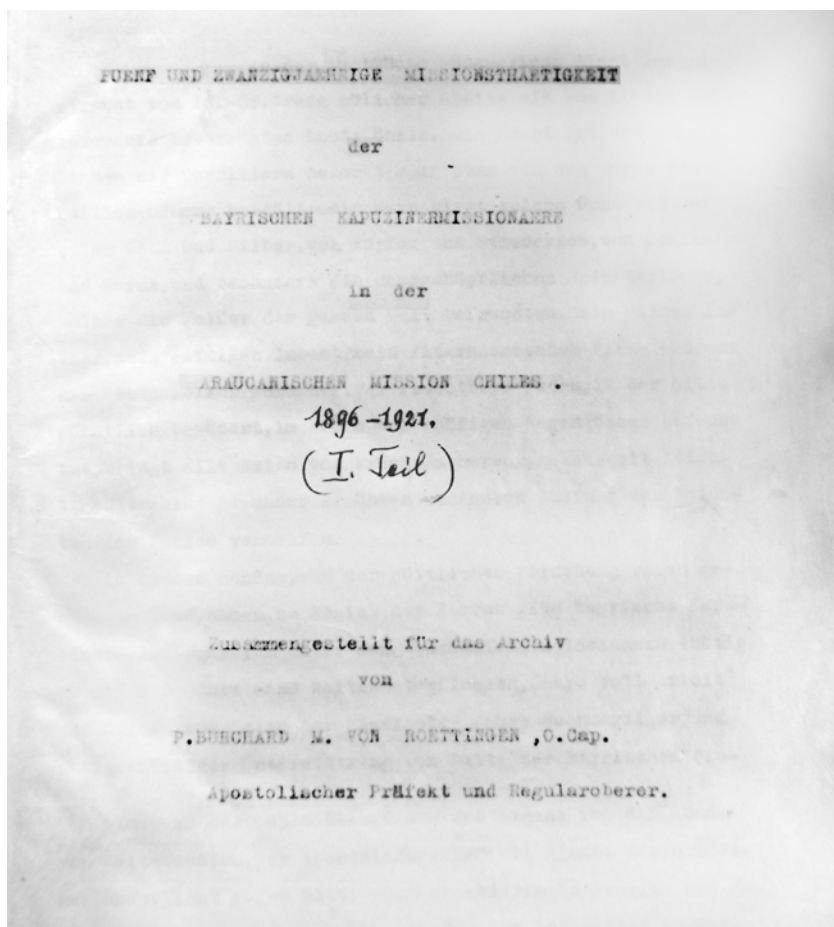 FUENF UND ZWANZIGJAEHRIGE MISSIONSTHAETIGKEIT
der
BAYRISCHEN KAPUZINERMISSIONAERE
in der
ARAUCANISCHEN MISSION CHILES .
1896-1921.
(I. Teil)
Zusammengestellt für das Archiv
von
P.BURCHARD M. VON ROETTINGEN ,O.Cap.
Apostolischer Präfekt und Regularoberer.